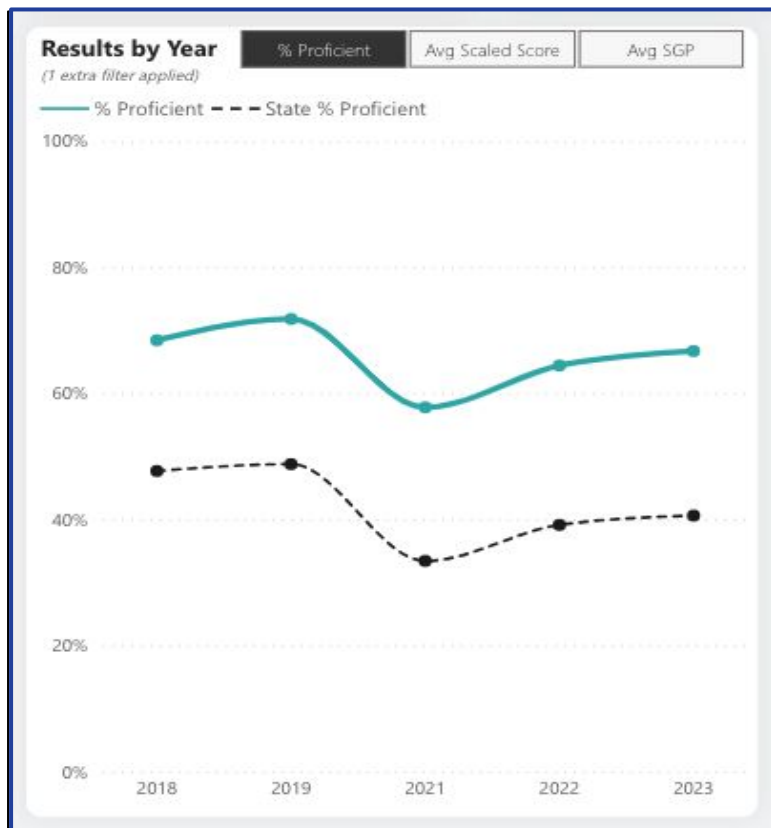 Results by Year
% Proficient
Avg Scaled Score
Avg SGP
(1 extra filter applied)
% Proficient State % Proficient
100%
80%
60%
40%
20%
0%
2018 2019 2021 2022 2023